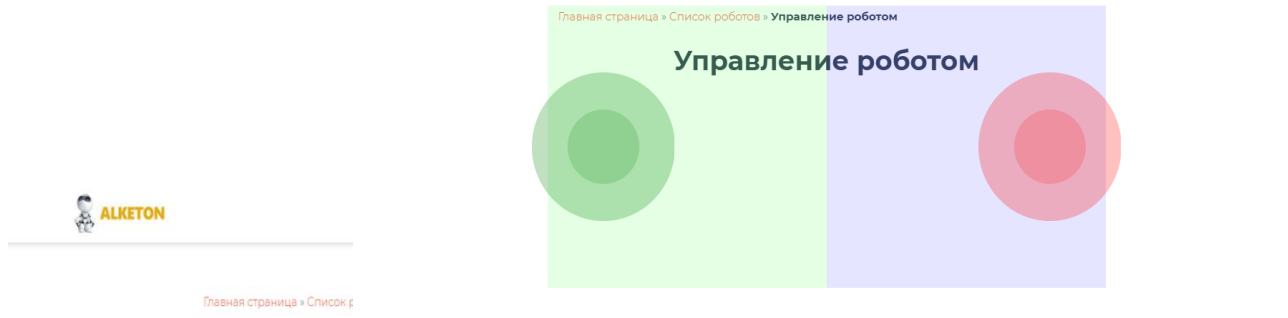 Главная страница » Список роботов » Управление роботом
Управление роботом
ALKETON
Главная страница » Список р